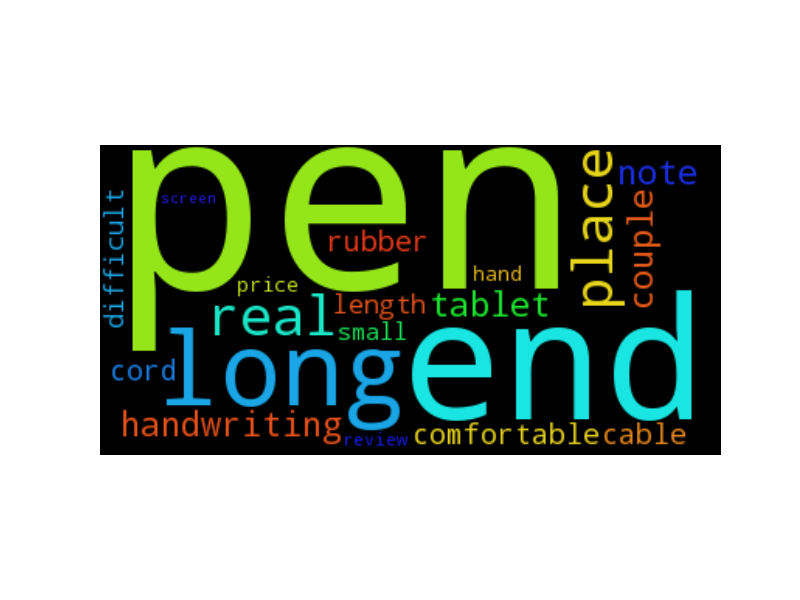 pen
place
note
difficult
screen
couple
rubber
hand
price
real
length
tablet
small
long
end
cord
handwriting
review
comfortable
cable